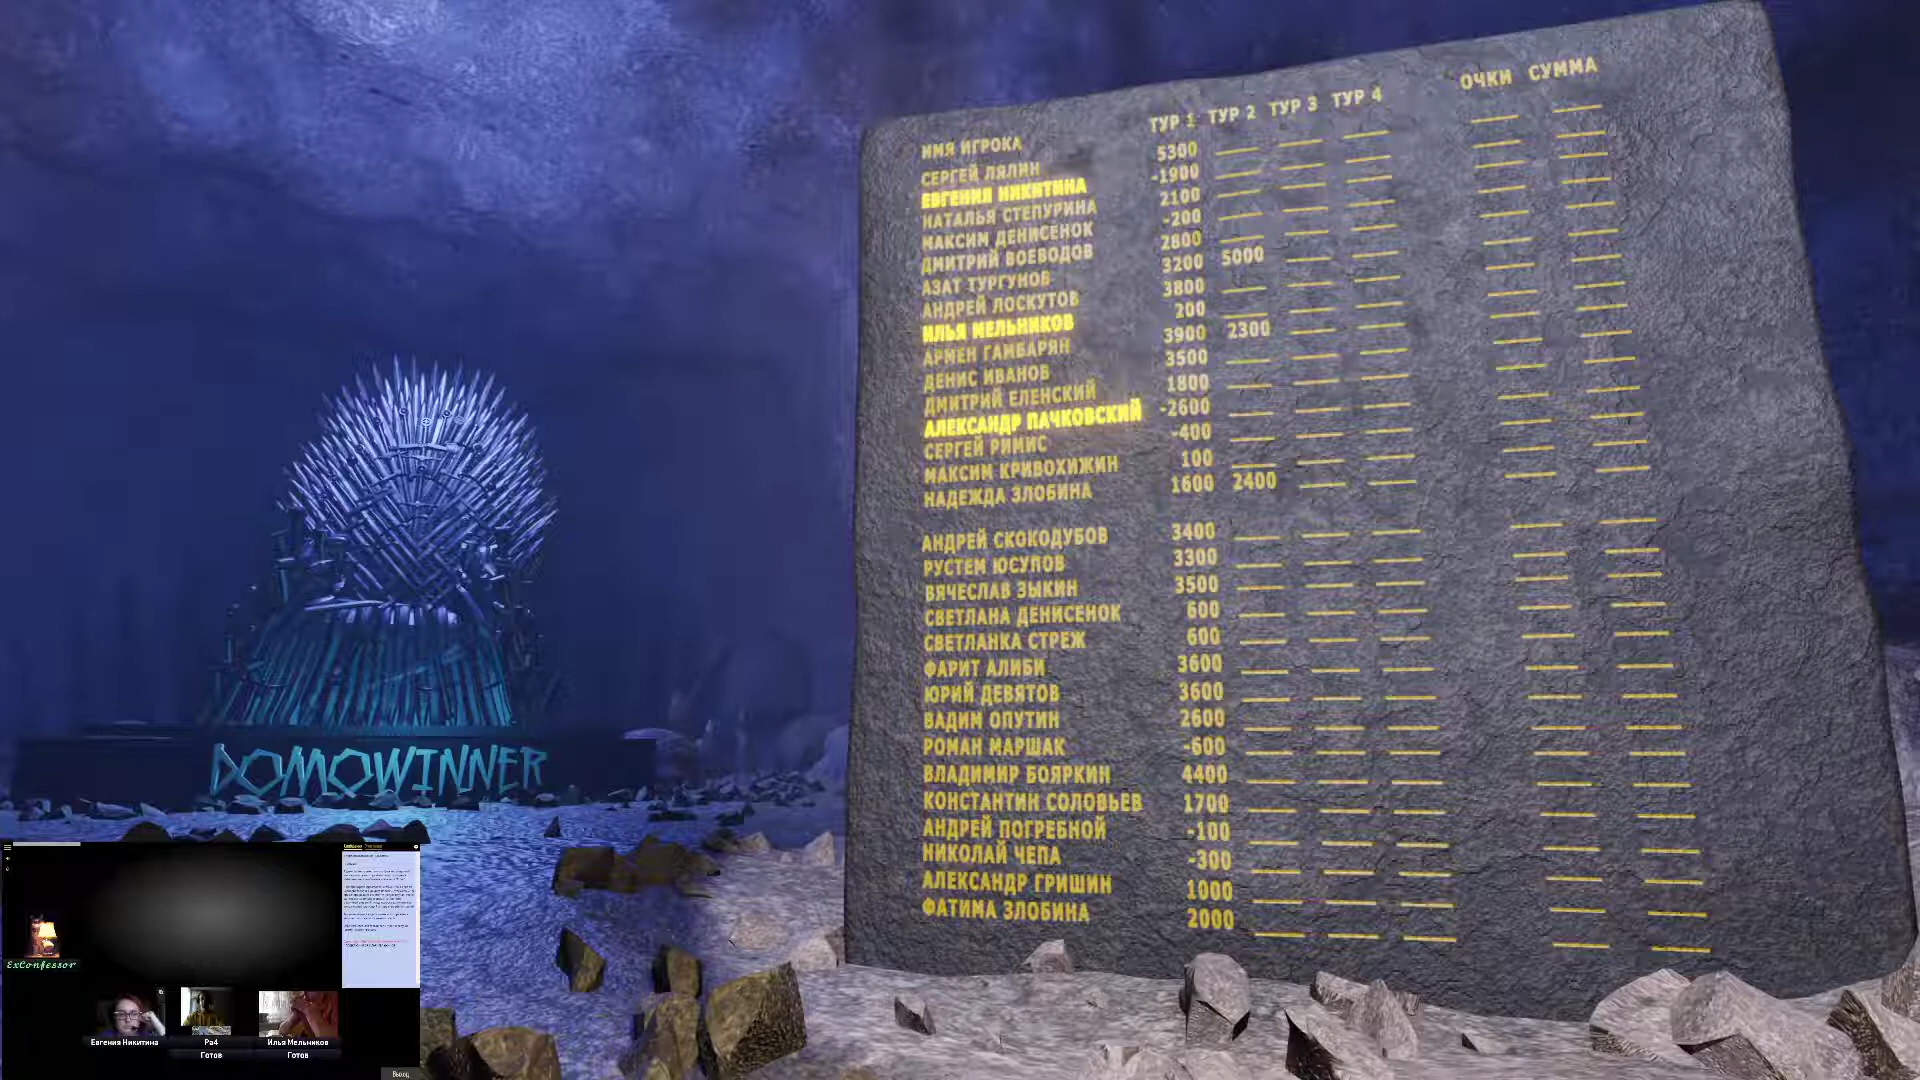 ИМЯ ИГРОКА ТУР 1 ТУР 2 ТУР 3 ТУР 4 ОЧКИ СУММА
СЕРГЕЙ ЛЯЛИН 5300
ЕВГЕНИЯ НИКИТИНА -1900
НАТАЛЬЯ СТЕПУРИНА 2100
МАКСИМ ДЕНИСЕНОК -200
ДМИТРИЙ ВОЕВОДОВ 2800
АЗАТ ТУРГУНОВ 3200 5000
АНДРЕЙ ЛОСКУТОВ 3800
ИЛЬЯ МЕЛЬНИКОВ 200
АРМЕН ГАМБАРЯН 3900 2300
ДЕНИС ИВАНОВ 3500
ДМИТРИЙ ЕЛЕНСКИЙ 1800
АЛЕКСАНДР ПАЧКОВСКИЙ -2600
СЕРГЕЙ РИМИС -400
МАКСИМ КРИВОХИЖИН 100
НАДЕЖДА ЗЛОБИНА 1600 2400
АНДРЕЙ СКОКОДУБОВ 3400
РУСТЕМ ЮСУПОВ 3300
ВЯЧЕСЛАВ ЗЫКИН 3500
СВЕТЛАНА ДЕНИСЕНОК 600
СВЕТЛАНКА СТРЕЖ 600
ФАРИТ АЛИБИ 3600
ЮРИЙ ДЕВЯТОВ 3600
ВАДИМ ОПУТИН 2600
РОМАН МАРШАК -600
ВЛАДИМИР БОЯРКИН 4400
КОНСТАНТИН СОЛОВЬЕВ 1700
АНДРЕЙ ПОГРЕБНОЙ -100
НИКОЛАЙ ЧЕПА -300
АЛЕКСАНДР ГРИШИН 1000
ФАТИМА ЗЛОБИНА 2000
DOMOWINNER
ExConfessor
Евгения Никитина Ра4 Илья Мельников
Готов Готов
Выход